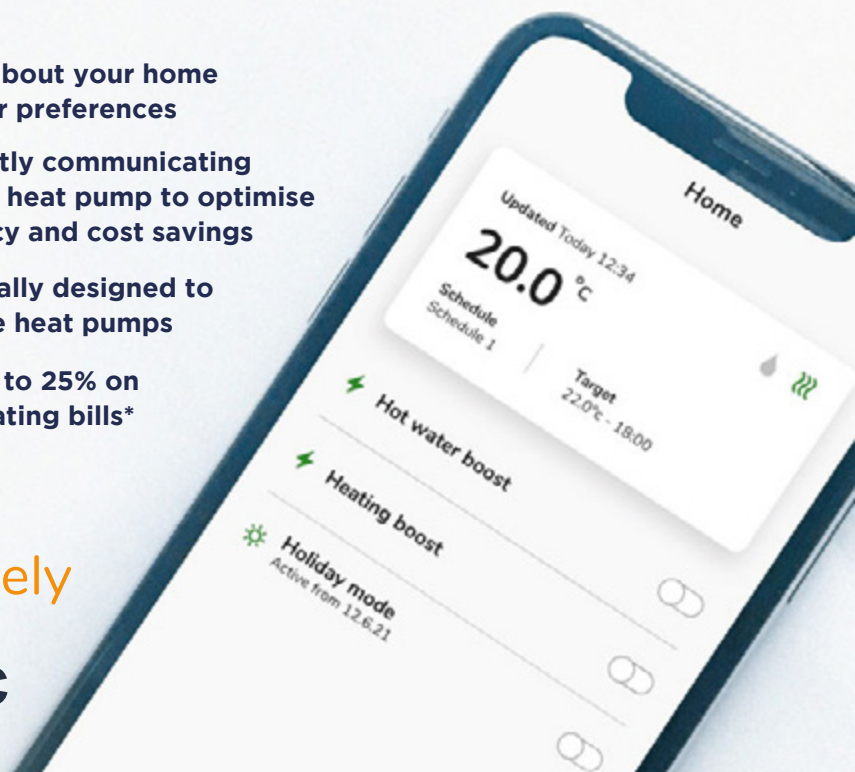 bout your home
r preferences
tly communicating
heat pump to optimise
cy and cost savings
ally designed to
e heat pumps
to 25% on
ating bills*
ely
c
Home
Updated Today 12:34
20.0 °c
Schedule
Schedule 1
Target
22.0°c - 18:00
Hot water boost
Heating boost
Holiday mode
Active from 12.6.21